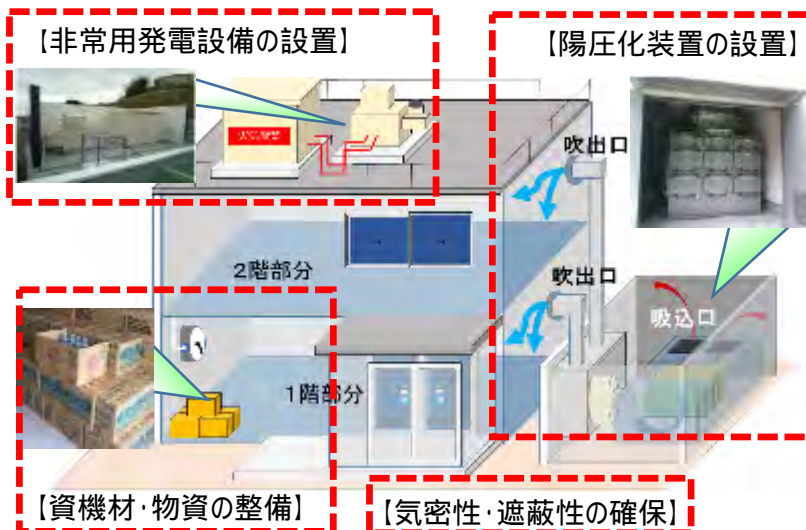 【非常用発電設備の設置】
【陽圧化装置の設置】
吹出口
2階部分
吹出口
吸込口
1階部分
【資機材・物資の整備】
【気密性・遮蔽性の確保】